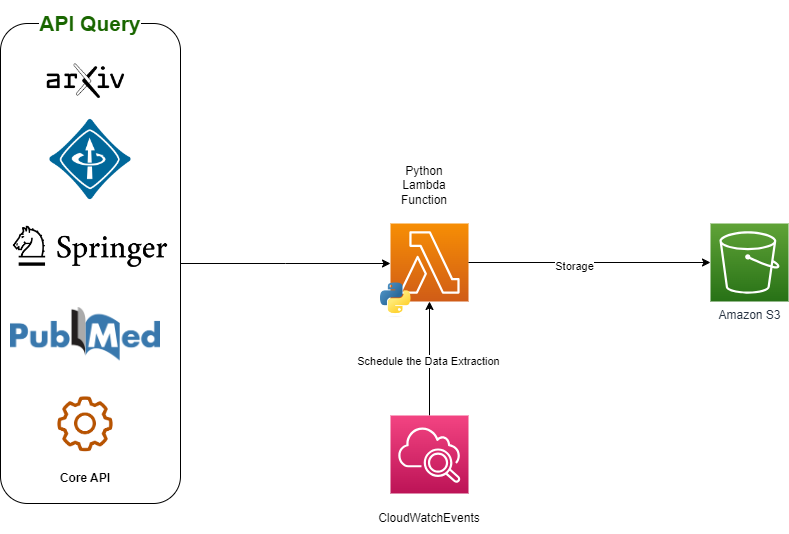 API Query
arXiv
Springer
PubMed
Core API
Python
Lambda
Function
Storage
Amazon S3
Schedule the Data Extraction
CloudWatchEvents